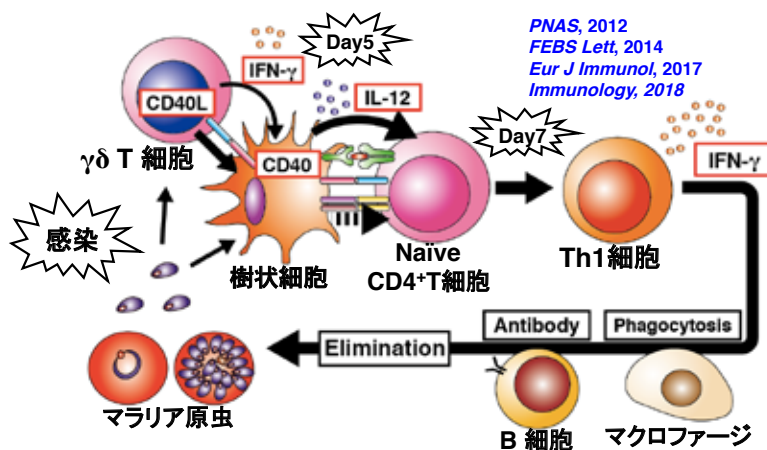 PNAS, 2012
FEBS Lett, 2014
Eur J Immunol, 2017
Immunology, 2018
Day5
IFN-γ
CD40L
IL-12
γδ T 細胞
CD40
Day7
IFN-γ
感染
樹状細胞
Naïve
CD4+T細胞
Th1細胞
マラリア原虫
Elimination
Antibody
Phagocytosis
B 細胞
マクロファージ